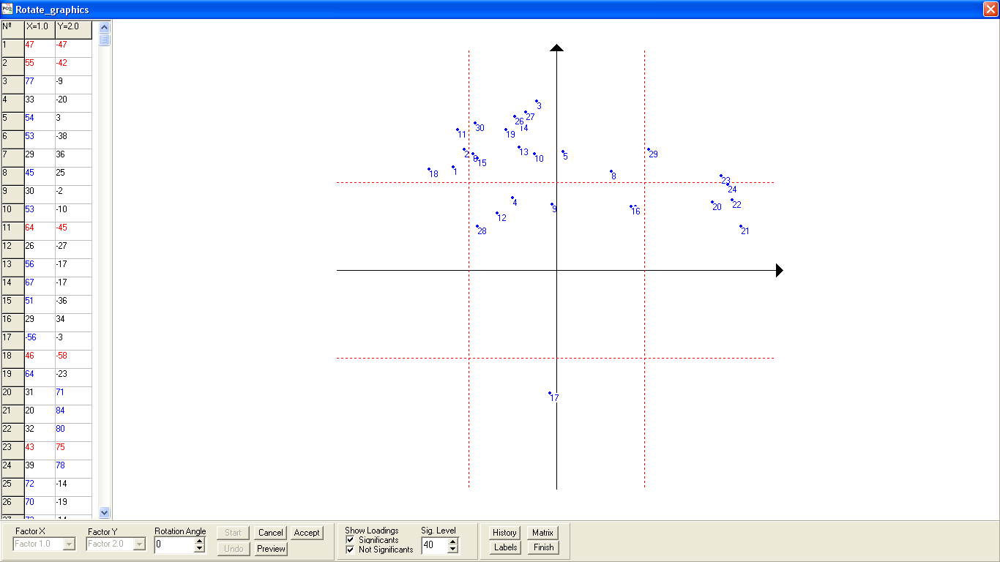 PCQ Rotate_graphics
Nº X=1.0 Y=2.0
1 47 -47
2 55 -42
3 77 -9
4 33 -20
5 54 3
6 53 -38
7 29 36
8 45 25
9 30 -2
10 53 -10
11 64 -45
12 26 -27
13 56 -17
14 67 -17
15 51 -36
16 29 34
17 -56 -3
18 46 -58
19 64 -23
20 31 71
21 20 84
22 32 80
23 43 75
24 39 78
25 72 -14
26 70 -19
3
27
26
14
30
19
11
13
10
5
29
2
6
15
18
1
8
23
24
4
9
16
20
22
12
28
21
17
Factor X Factor Y Rotation Angle Show Loadings Sig. Level
Factor 1.0 Factor 2.0 0 Start Cancel Accept Significants 40 History Matrix
Undo Preview Not Significants Labels Finish